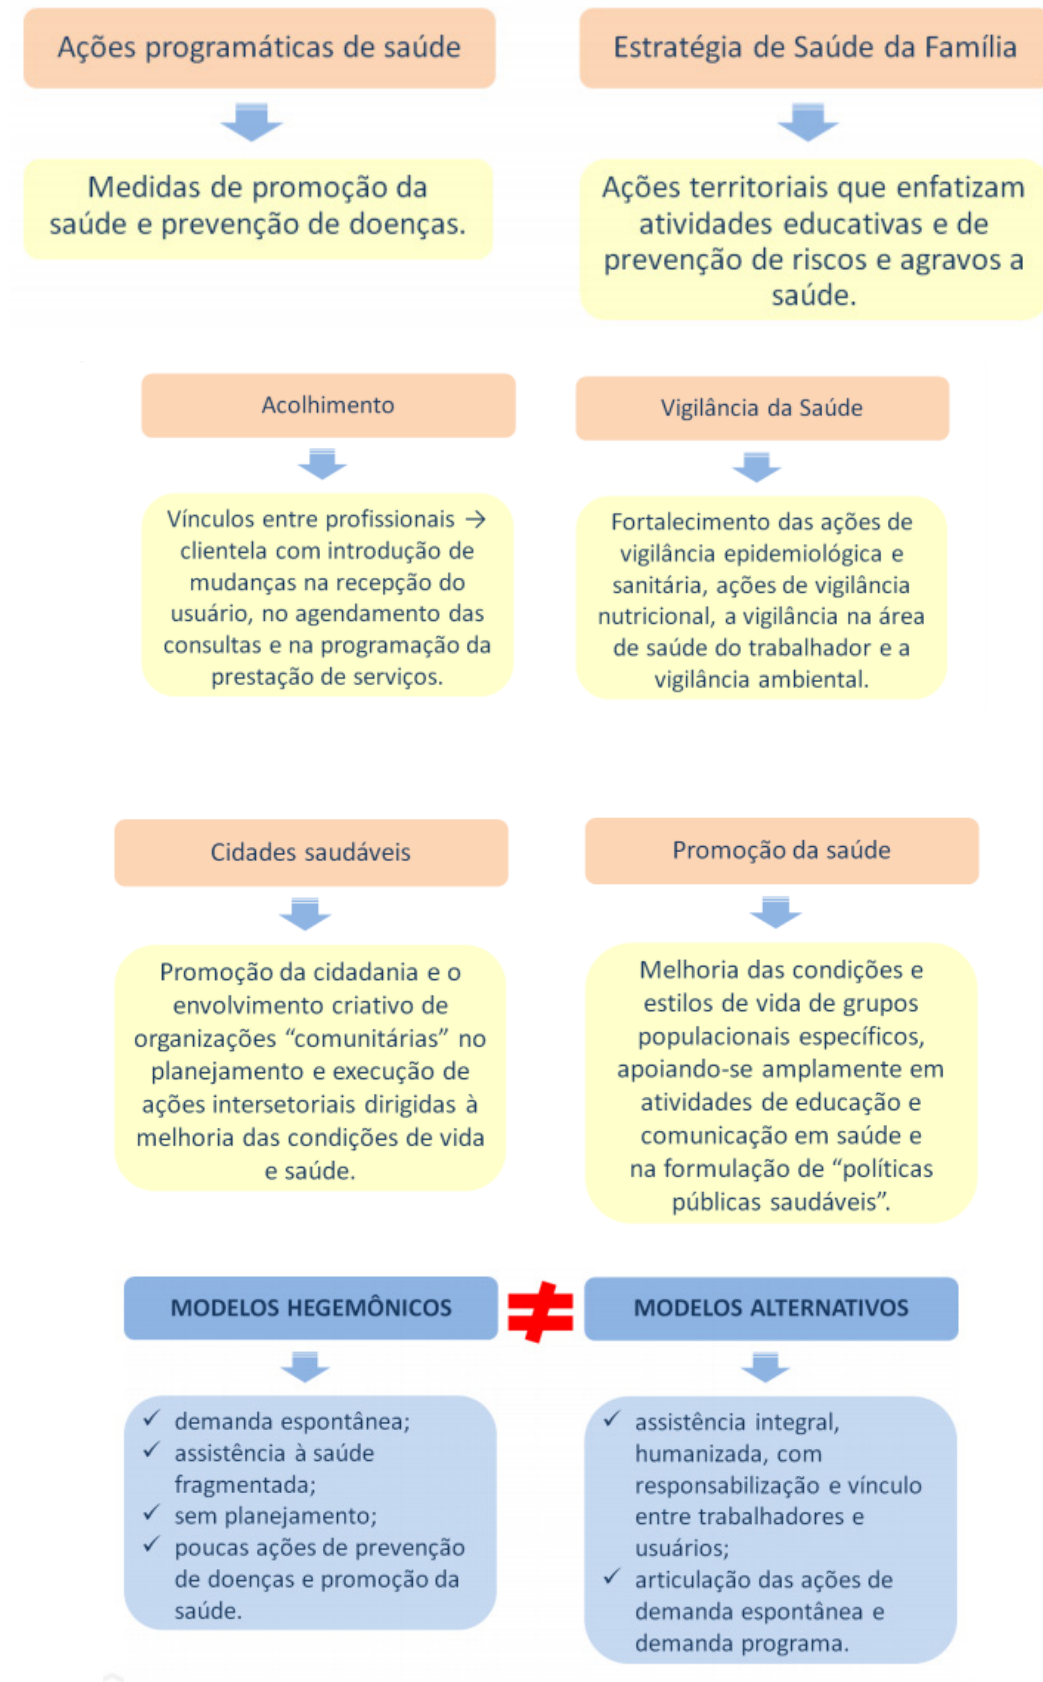 Ações programáticas de saúde
Medidas de promoção da
saúde e prevenção de doenças.
Estratégia de Saúde da Família
Ações territoriais que enfatizam
atividades educativas e de
prevenção de riscos e agravos a
saúde.
Acolhimento
Vínculos entre profissionais →
clientela com introdução de
mudanças na recepção do
usuário, no agendamento das
consultas e na programação da
prestação de serviços.
Vigilância da Saúde
Fortalecimento das ações de
vigilância epidemiológica e
sanitária, ações de vigilância
nutricional, a vigilância na área
de saúde do trabalhador e a
vigilância ambiental.
Cidades saudáveis
Promoção da cidadania e o
envolvimento criativo de
organizações “comunitárias” no
planejamento e execução de
ações intersetoriais dirigidas à
melhoria das condições de vida
e saúde.
Promoção da saúde
Melhoria das condições e
estilos de vida de grupos
populacionais específicos,
apoiando-se amplamente em
atividades de educação e
comunicação em saúde e
na formulação de “políticas
públicas saudáveis”.
MODELOS HEGEMÔNICOS
≠
MODELOS ALTERNATIVOS
✓ demanda espontânea;
✓ assistência à saúde
fragmentada;
✓ sem planejamento;
✓ poucas ações de prevenção
de doenças e promoção da
saúde.
✓ assistência integral,
humanizada, com
responsabilização e vínculo
entre trabalhadores e
usuários;
✓ articulação das ações de
demanda espontânea e
demanda programa.